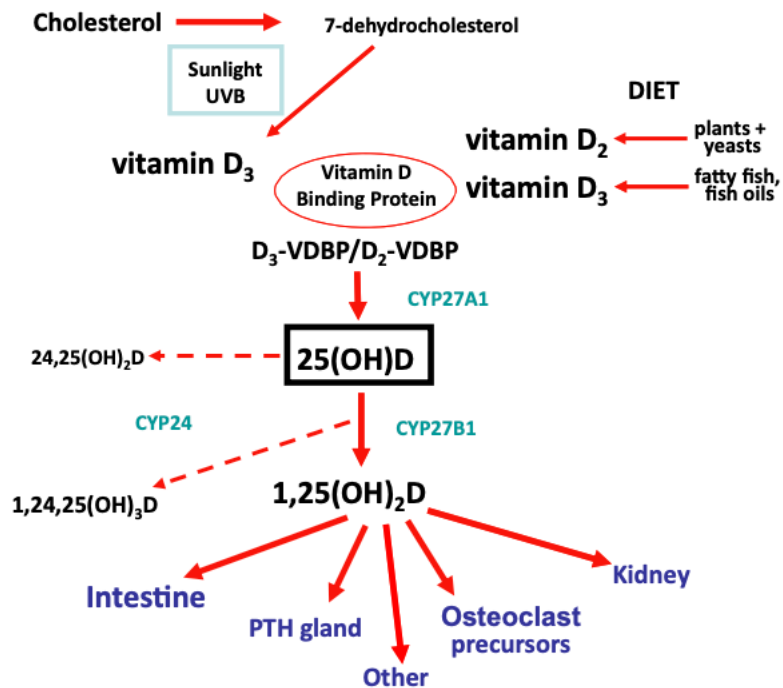 Cholesterol
7-dehydrocholesterol
Sunlight
UVB
DIET
vitamin D₂
plants +
yeasts
vitamin D₃
Vitamin D
Binding Protein
vitamin D₃
fatty fish,
fish oils
D₃-VDBP/D₂-VDBP
CYP27A1
24,25(OH)₂D
25(OH)D
CYP24
CYP27B1
1,24,25(OH)₃D
1,25(OH)₂D
Intestine
PTH gland
Other
Osteoclast
precursors
Kidney